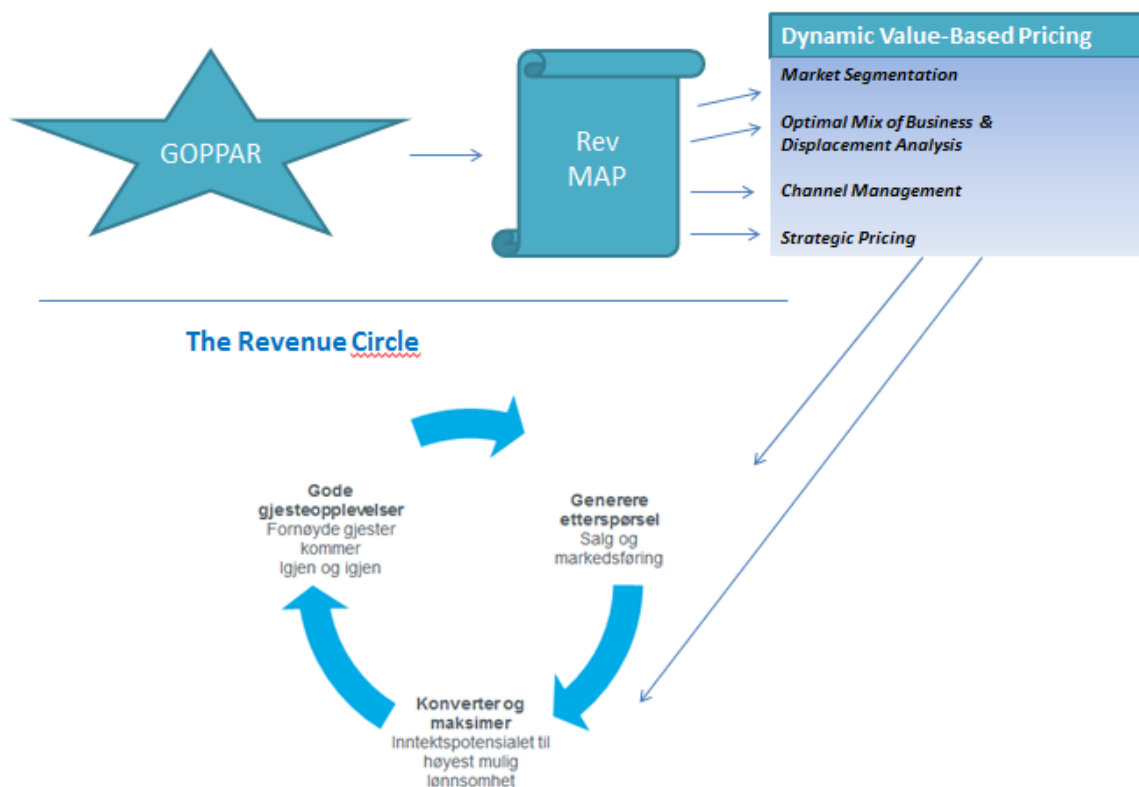 GOPPAR
Rev
MAP
Dynamic Value-Based Pricing
Market Segmentation
Optimal Mix of Business &
Displacement Analysis
Channel Management
Strategic Pricing
The Revenue Circle
Gode
gjesteopplevelser
Fornøyde gjester
kommer
Igjen og igjen
Generere
etterspørsel
Salg og
markedsføring
Konverter og
maksimer
Inntektspotensialet til
høyest mulig
lønnsomhet